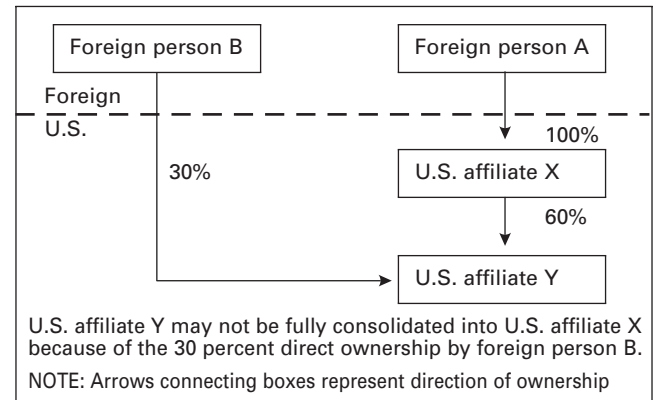 Foreign person B
Foreign person A
Foreign
U.S.
100%
30%
U.S. affiliate X
60%
U.S. affiliate Y
U.S. affiliate Y may not be fully consolidated into U.S. affiliate X
because of the 30 percent direct ownership by foreign person B.
NOTE: Arrows connecting boxes represent direction of ownership